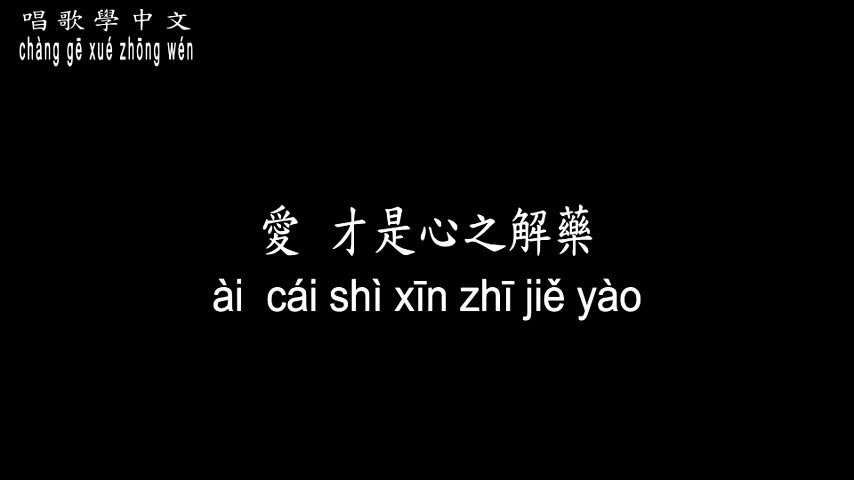 唱歌學中文
chàng gē xué zhōng wén
愛 才是心之解藥
ài cái shì xīn zhī jiě yào